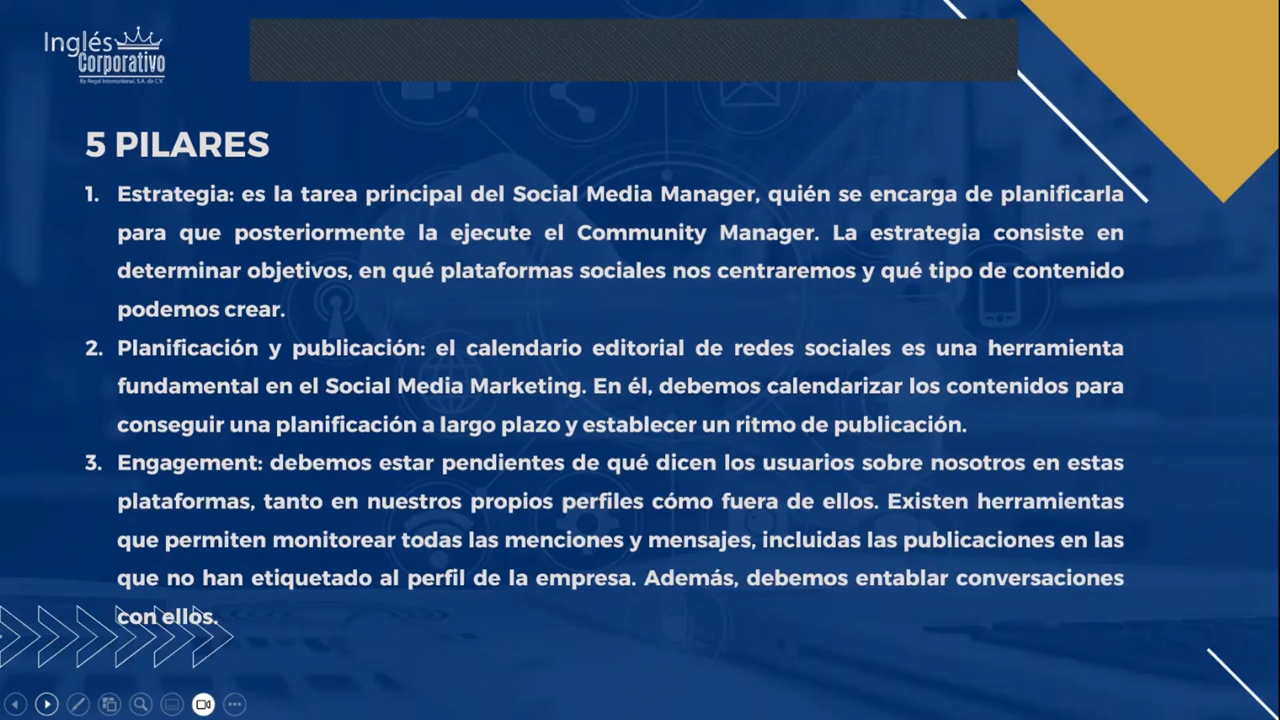 Inglés
Corporativo
By Regal International, S.A. de C.V.
5 PILARES
1. Estrategia: es la tarea principal del Social Media Manager, quién se encarga de planificarla
para que posteriormente la ejecute el Community Manager. La estrategia consiste en
determinar objetivos, en qué plataformas sociales nos centraremos y qué tipo de contenido
podemos crear.
2. Planificación y publicación: el calendario editorial de redes sociales es una herramienta
fundamental en el Social Media Marketing. En él, debemos calendarizar los contenidos para
conseguir una planificación a largo plazo y establecer un ritmo de publicación.
3. Engagement: debemos estar pendientes de qué dicen los usuarios sobre nosotros en estas
plataformas, tanto en nuestros propios perfiles cómo fuera de ellos. Existen herramientas
que permiten monitorear todas las menciones y mensajes, incluidas las publicaciones en las
que no han etiquetado al perfil de la empresa. Además, debemos entablar conversaciones
con ellos.